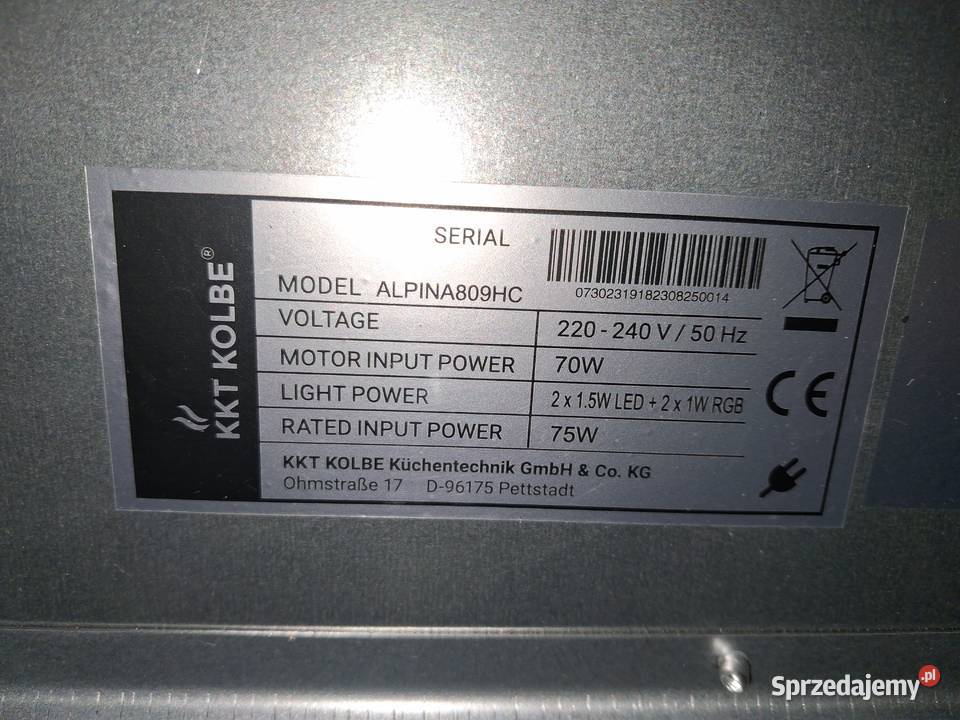 KKT KOLBE®
SERIAL
07302319182308250014
MODEL ALPINA809HC
VOLTAGE 220 - 240 V / 50 Hz
MOTOR INPUT POWER 70W
LIGHT POWER 2 x 1.5W LED + 2 x 1W RGB
RATED INPUT POWER 75W
KKT KOLBE Küchentechnik GmbH & Co. KG
Ohmstraße 17 D-96175 Pettstadt
CE
Sprzedajemy.pl